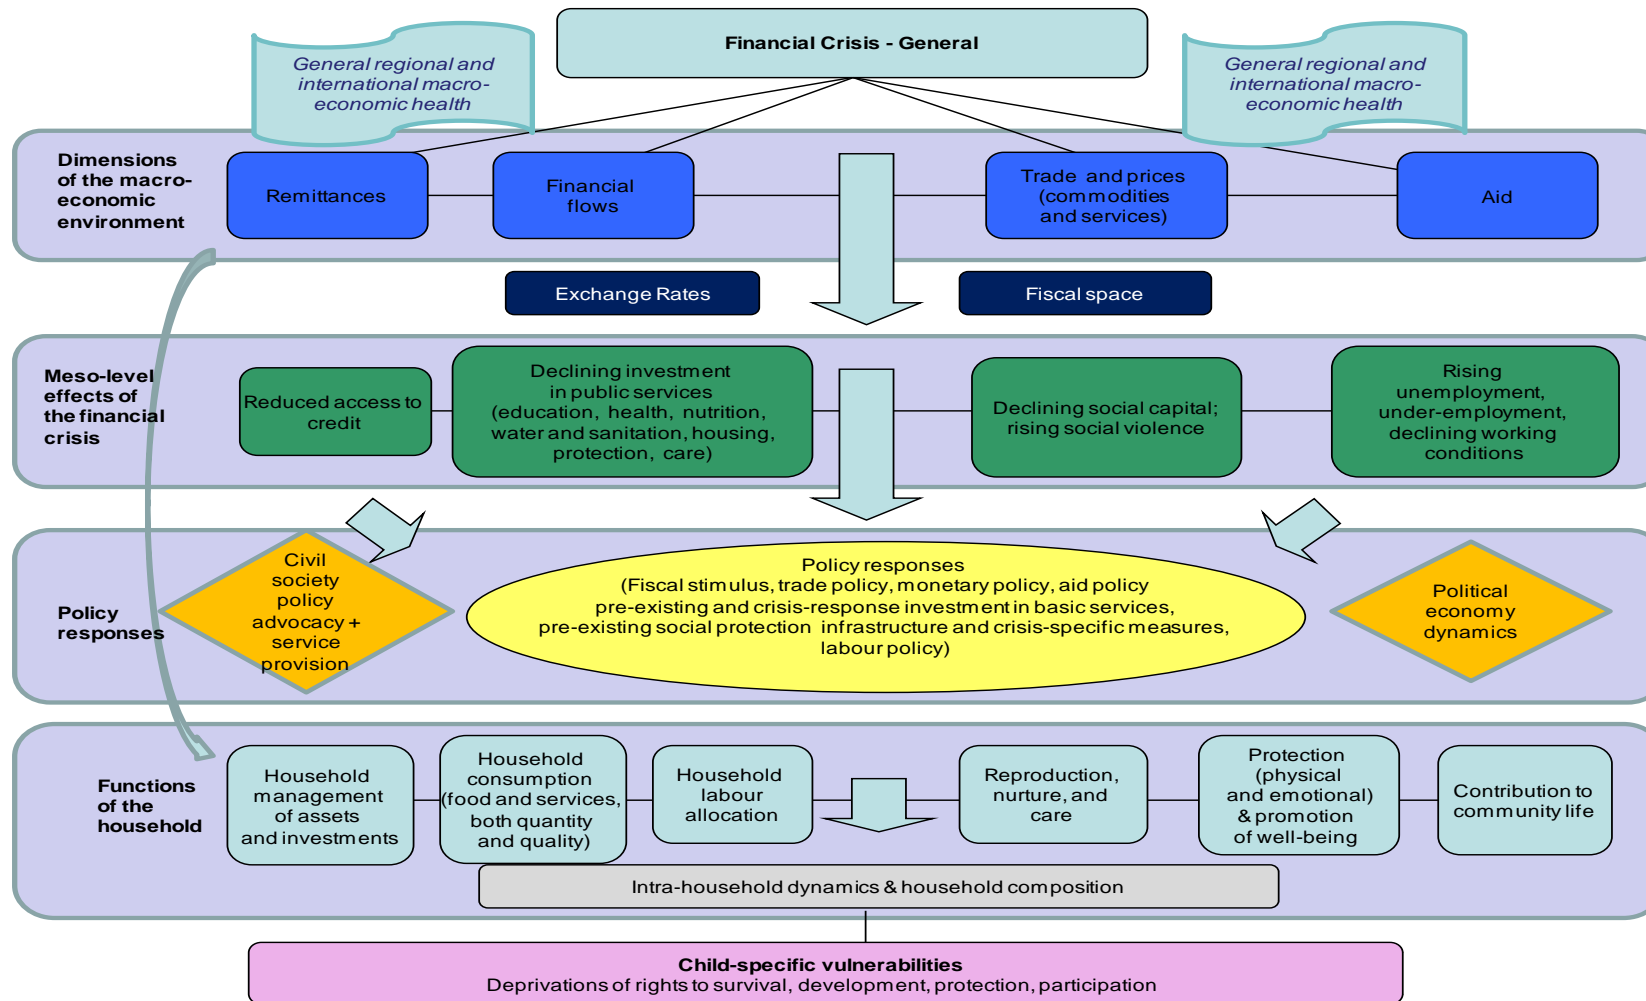 Financial Crisis - General
General regional and
international macro-
economic health
General regional and
international macro-
economic health
Dimensions
of the macro-
economic
environment
Remittances
Financial
flows
Trade and prices
(commodities
and services)
Aid
Exchange Rates
Fiscal space
Meso-level
effects of
the financial
crisis
Reduced access to
credit
Declining investment
in public services
(education, health, nutrition,
water and sanitation, housing,
protection, care)
Declining social capital;
rising social violence
Rising
unemployment,
under-employment,
declining working
conditions
Policy
responses
Civil
society
policy
advocacy +
service
provision
Policy responses
(Fiscal stimulus, trade policy, monetary policy, aid policy
pre-existing and crisis-response investment in basic services,
pre-existing social protection infrastructure and crisis-specific measures,
labour policy)
Political
economy
dynamics
Functions
of the
household
Household
management
of assets
and investments
Household
consumption
(food and services,
both quantity
and quality)
Household
labour
allocation
Reproduction,
nurture, and
care
Protection
(physical
and emotional)
& promotion
of well-being
Contribution to
community life
Intra-household dynamics & household composition
Child-specific vulnerabilities
Deprivations of rights to survival, development, protection, participation